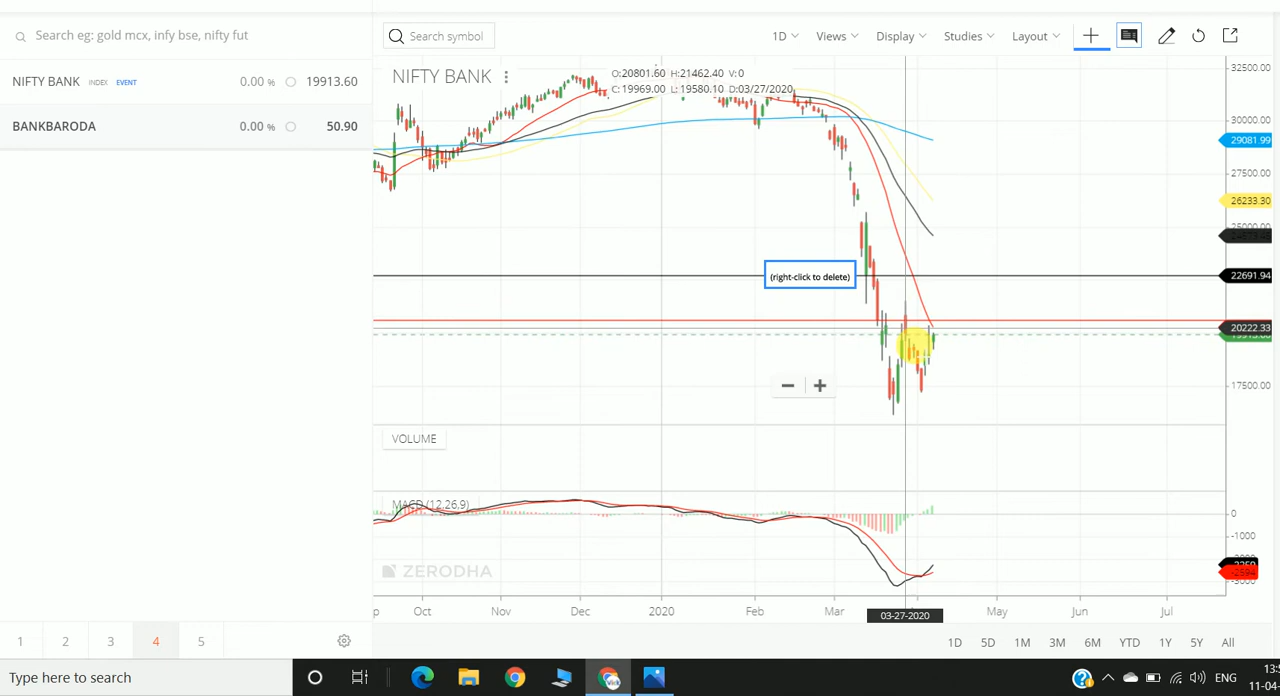 Search eg: gold mcx, infy bse, nifty fut
NIFTY BANK INDEX EVENT 0.00 % 19913.60
BANKBARODA 0.00 % 50.90
1 2 3 4 5
Search symbol
1D Views Display Studies Layout
NIFTY BANK
O:20801.60 H:21462.40 V:0
C:19969.00 L:19580.10 D:03/27/2020
(right-click to delete)
32500.00
30000.00
29081.99
27500.00
26233.30
25000.00
22691.94
20222.33
17500.00
VOLUME
MACD (12,26,9)
0
-1000
ZERODHA
Oct Nov Dec 2020 Feb Mar May Jun Jul
03-27-2020
1D 5D 1M 3M 6M YTD 1Y 5Y All
Type here to search
ENG